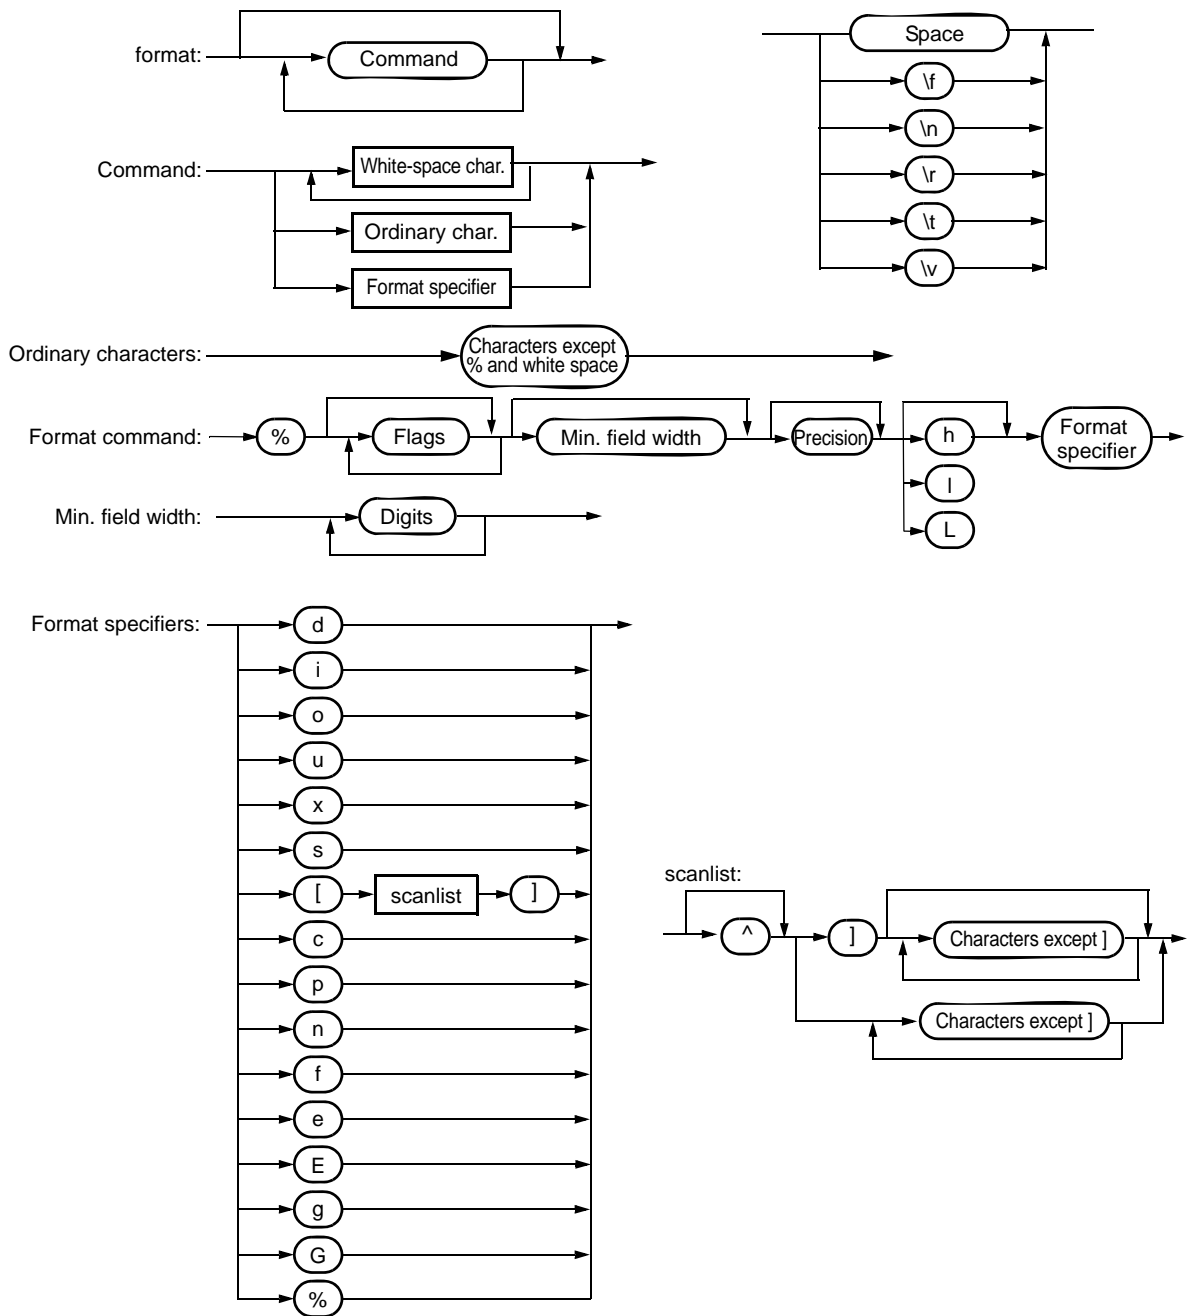 format:
Command
Space
\f
\n
\r
\t
\v
Command:
White-space char.
Ordinary char.
Format specifier
Ordinary characters:
Characters except
% and white space
Format command:
%
Flags
Min. field width
Precision
h
l
L
Format
specifier
Min. field width:
Digits
Format specifiers:
d
i
o
u
x
s
[
scanlist
]
c
p
n
f
e
E
g
G
%
scanlist:
^
]
Characters except ]
Characters except ]